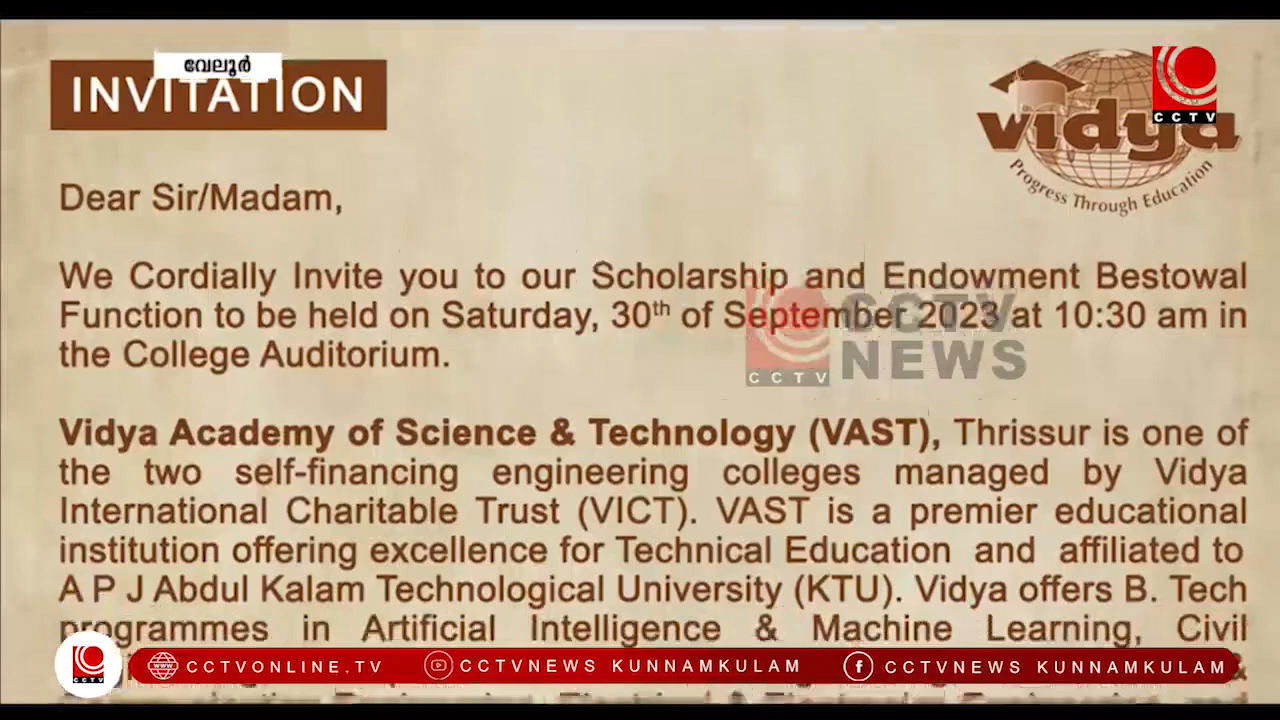 വേലൂർ
INVITATION
vidya
Progress Through Education
CCTV
Dear Sir/Madam,
We Cordially Invite you to our Scholarship and Endowment Bestowal
Function to be held on Saturday, 30th of September 2023 at 10:30 am in
the College Auditorium.
CCTV
CCTV
NEWS
Vidya Academy of Science & Technology (VAST), Thrissur is one of
the two self-financing engineering colleges managed by Vidya
International Charitable Trust (VICT). VAST is a premier educational
institution offering excellence for Technical Education and affiliated to
A P J Abdul Kalam Technological University (KTU). Vidya offers B. Tech
programmes in Artificial Intelligence & Machine Learning, Civil
&
CCTV
CCTVONLINE.TV
CCTVNEWS KUNNAMKULAM
CCTVNEWS KUNNAMKULAM